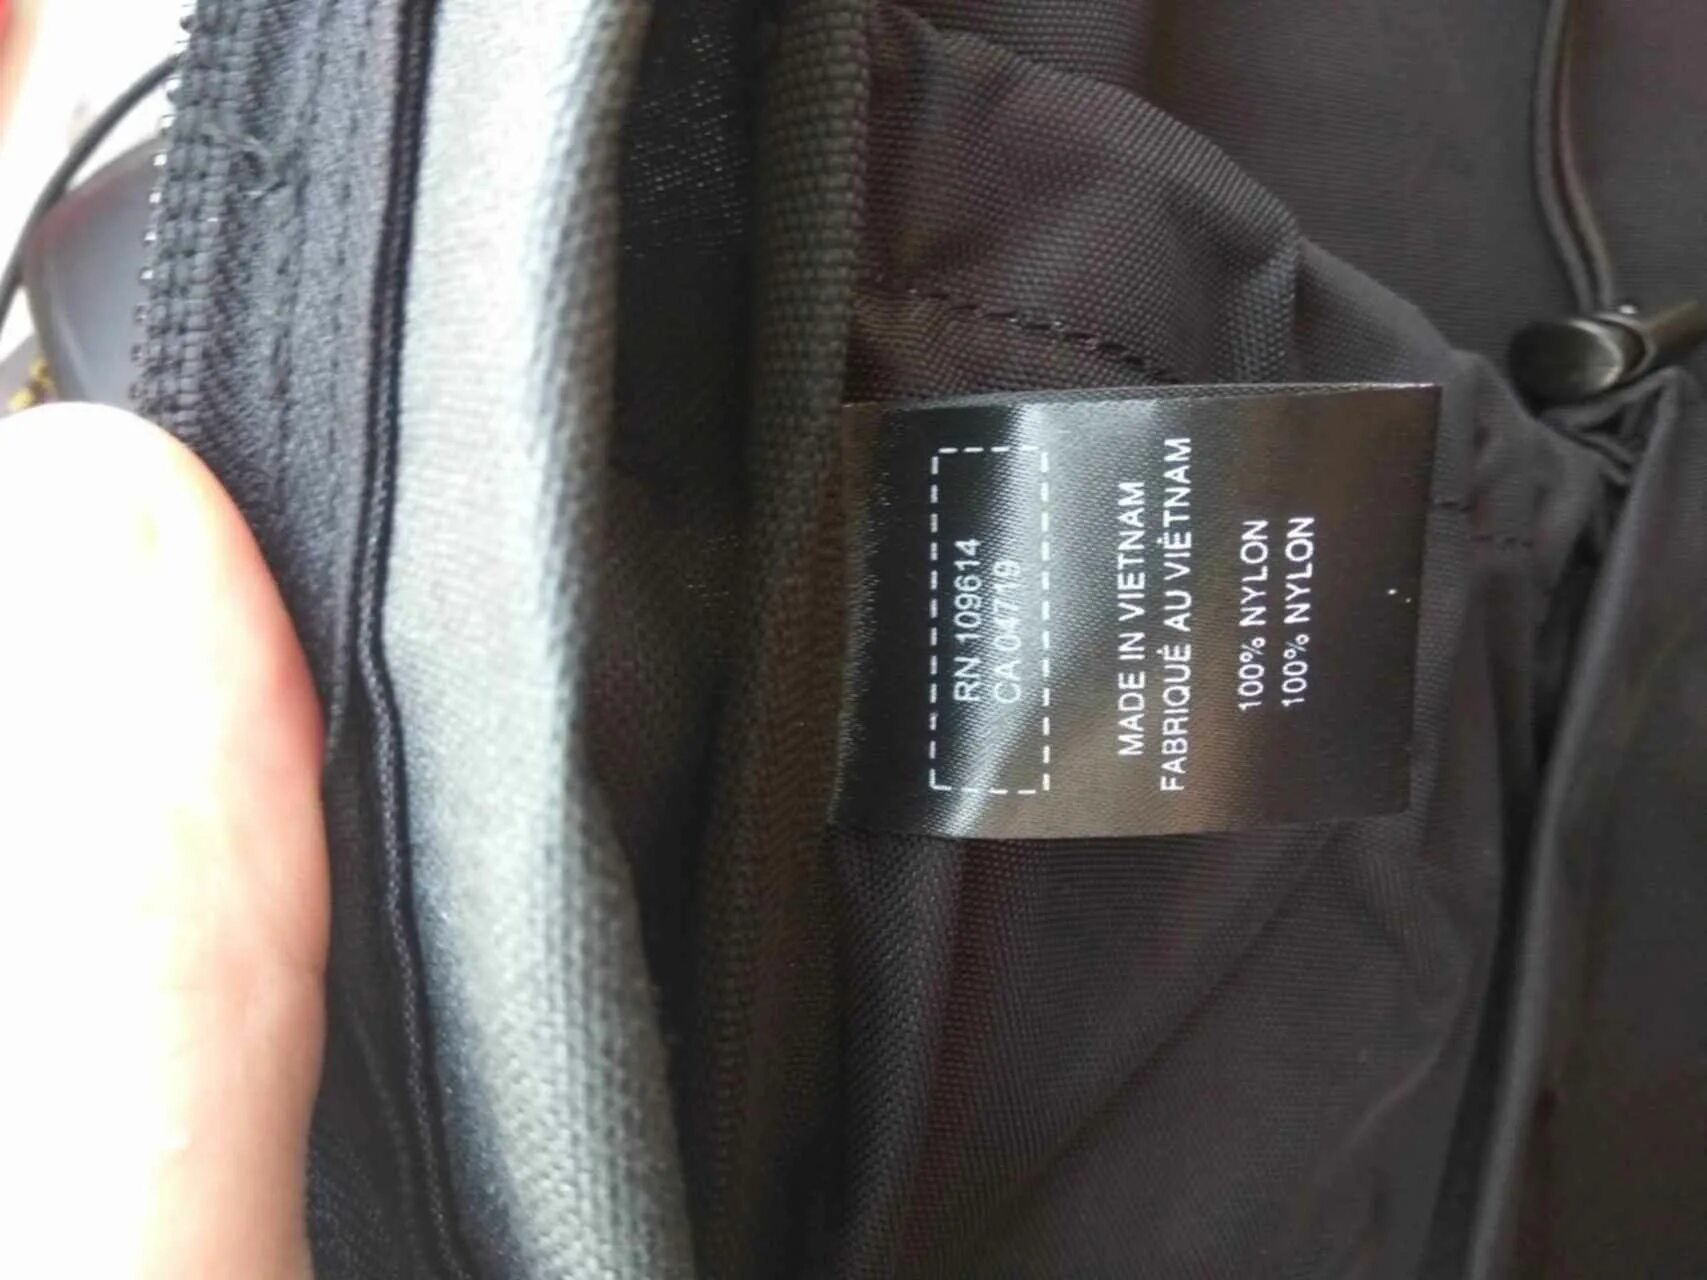 RN 109614
CA 04719
MADE IN VIETNAM
FABRIQUÉ AU VIÊTNAM
100% NYLON
100% NYLON